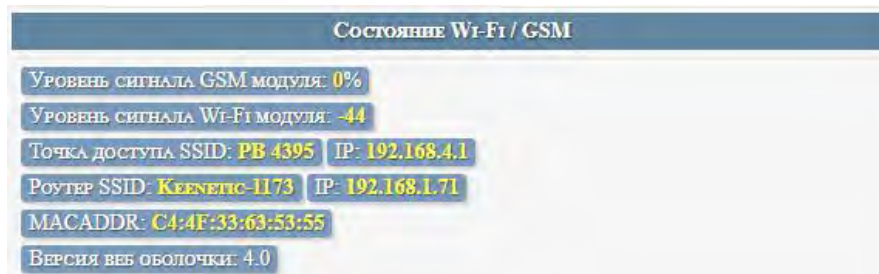 Состояние Wi-Fi / GSM
Уровень сигнала GSM модуля: 0%
Уровень сигнала Wi-Fi модуля: -44
Точка доступа SSID: PB 4395 IP: 192.168.4.1
Роутер SSID: Keenetic-1173 IP: 192.168.1.71
MACADDR: C4:4F:33:63:53:55
Версия веб оболочки: 4.0